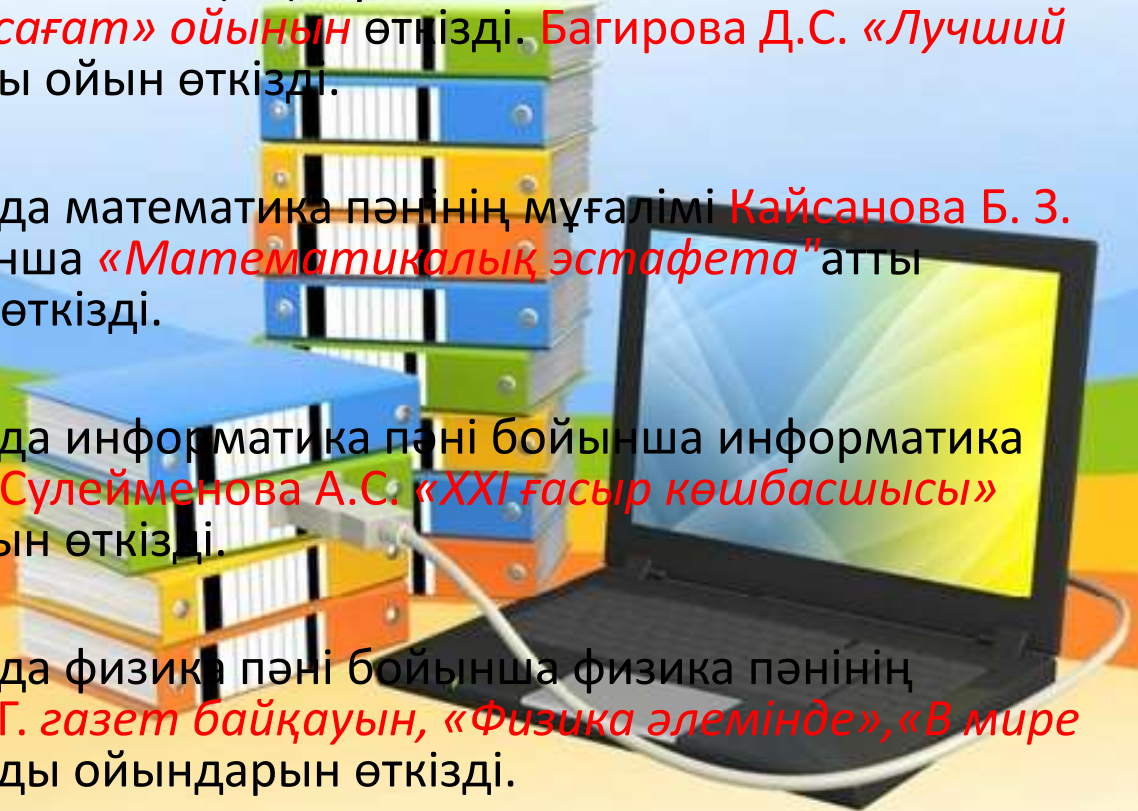 сағат» ойынын өткізді. Багирова Д.С. «Лучший
ы ойын өткізді.
да математика пәнінің мұғалімі Кайсанова Б. З.
нша «Математикалық эстафета"атты
өткізді.
да информатика пәні бойынша информатика
Сулейменова А.С. «XXI ғасыр көшбасшысы»
ын өткізді.
да физика пәні бойынша физика пәнінің
Г. газет байқауын, «Физика әлемінде»,«В мире
ды ойындарын өткізді.